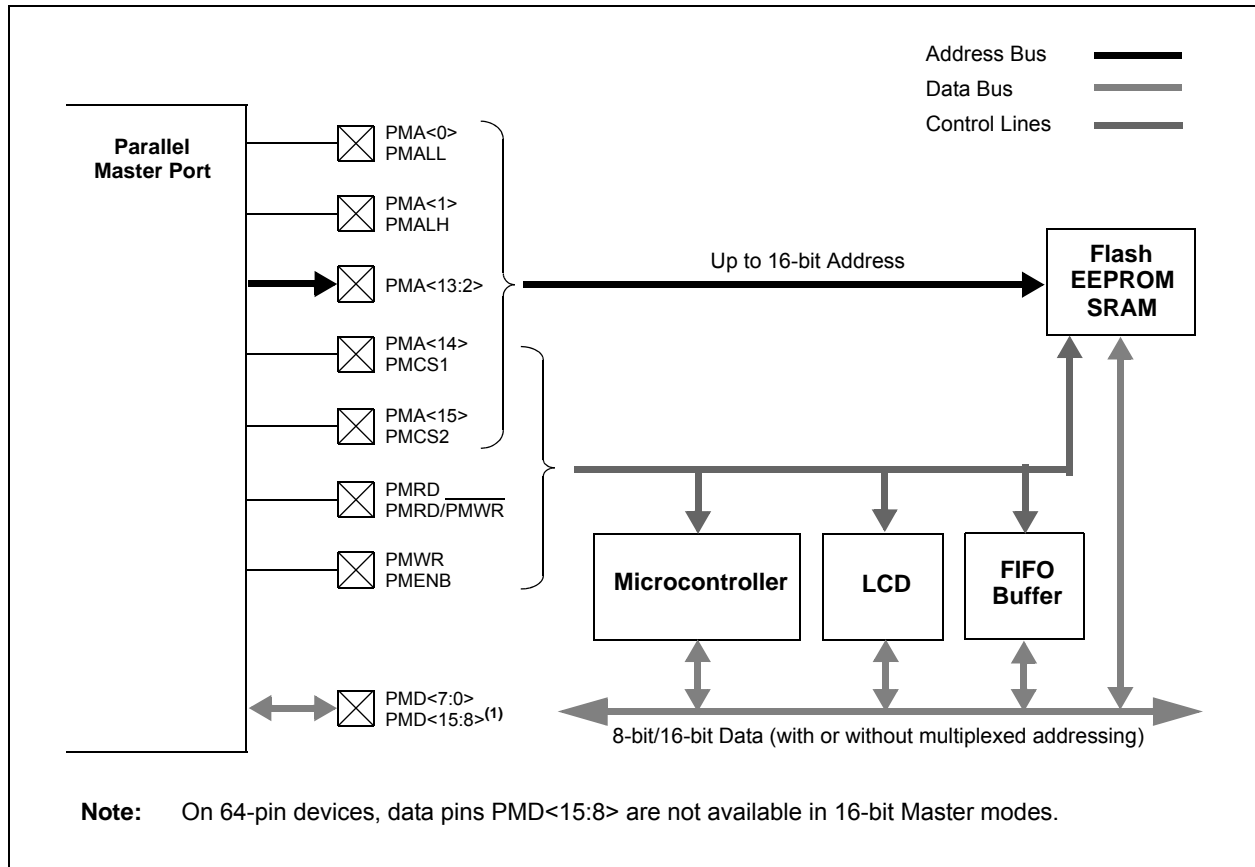 Address Bus
Data Bus
Control Lines
Parallel
Master Port
PMA<0>
PMALL
PMA<1>
PMALH
PMA<13:2>
PMA<14>
PMCS1
PMA<15>
PMCS2
PMRD
PMRD/PMWR
PMWR
PMENB
PMD<7:0>
PMD<15:8>(1)
Up to 16-bit Address
Flash
EEPROM
SRAM
Microcontroller
LCD
FIFO
Buffer
8-bit/16-bit Data (with or without multiplexed addressing)
Note: On 64-pin devices, data pins PMD<15:8> are not available in 16-bit Master modes.